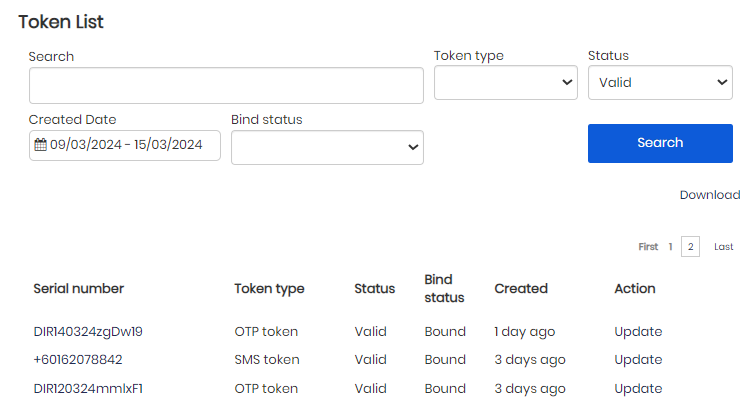 Token List
Search
Token type
Status
Valid
Created Date
Bind status
09/03/2024 - 15/03/2024
Search
Download
First 1 2 Last
Serial number Token type Status Bind status Created Action
DIR140324zgDw19 OTP token Valid Bound 1 day ago Update
+60162078842 SMS token Valid Bound 3 days ago Update
DIR120324mmlxF1 OTP token Valid Bound 3 days ago Update